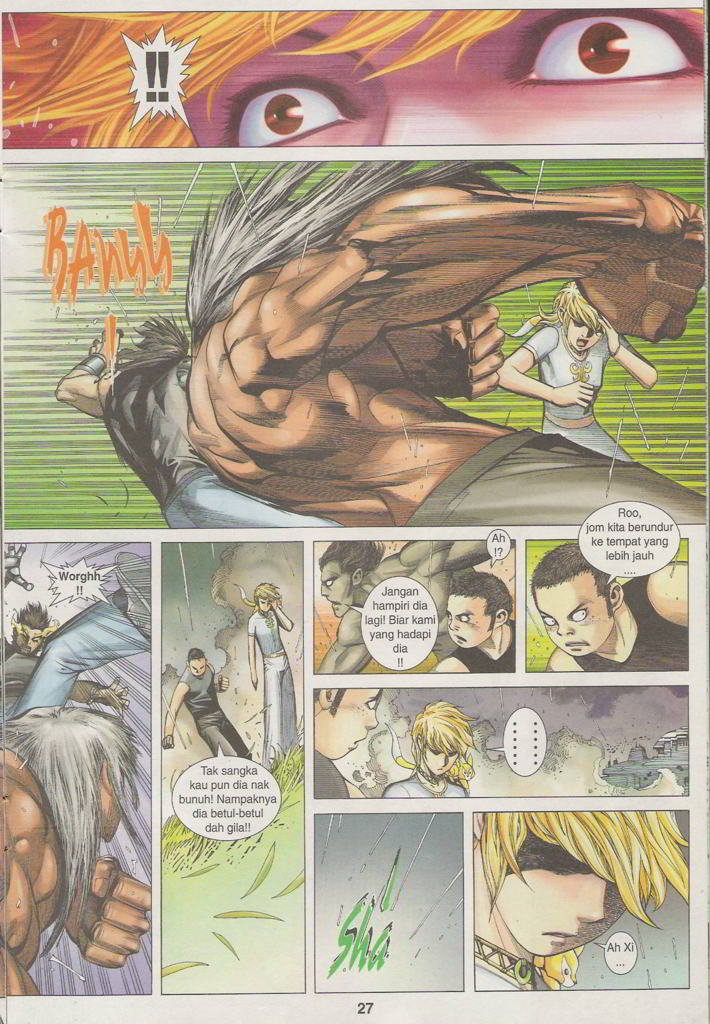 !!
BANGG
Worghh
!!
Tak sangka
kau pun dia nak
bunuh! Nampaknya
dia betul-betul
dah gila!!
Jangan
hampiri dia
lagi! Biar kami
yang hadapi
dia
!!
Ah
!?
Roo,
jom kita berundur
ke tempat yang
lebih jauh
....
Sha
Ah Xi
...
27